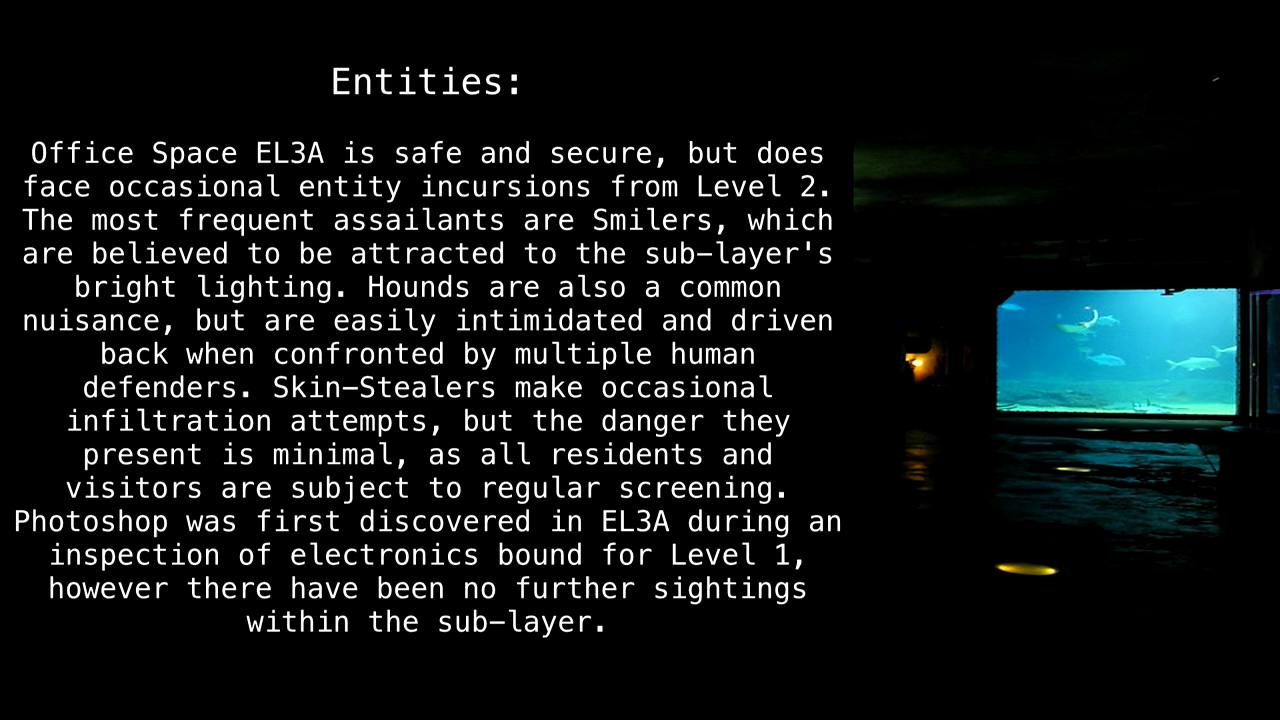 Entities:
Office Space EL3A is safe and secure, but does
face occasional entity incursions from Level 2.
The most frequent assailants are Smilers, which
are believed to be attracted to the sub-layer's
bright lighting. Hounds are also a common
nuisance, but are easily intimidated and driven
back when confronted by multiple human
defenders. Skin-Stealers make occasional
infiltration attempts, but the danger they
present is minimal, as all residents and
visitors are subject to regular screening.
Photoshop was first discovered in EL3A during an
inspection of electronics bound for Level 1,
however there have been no further sightings
within the sub-layer.